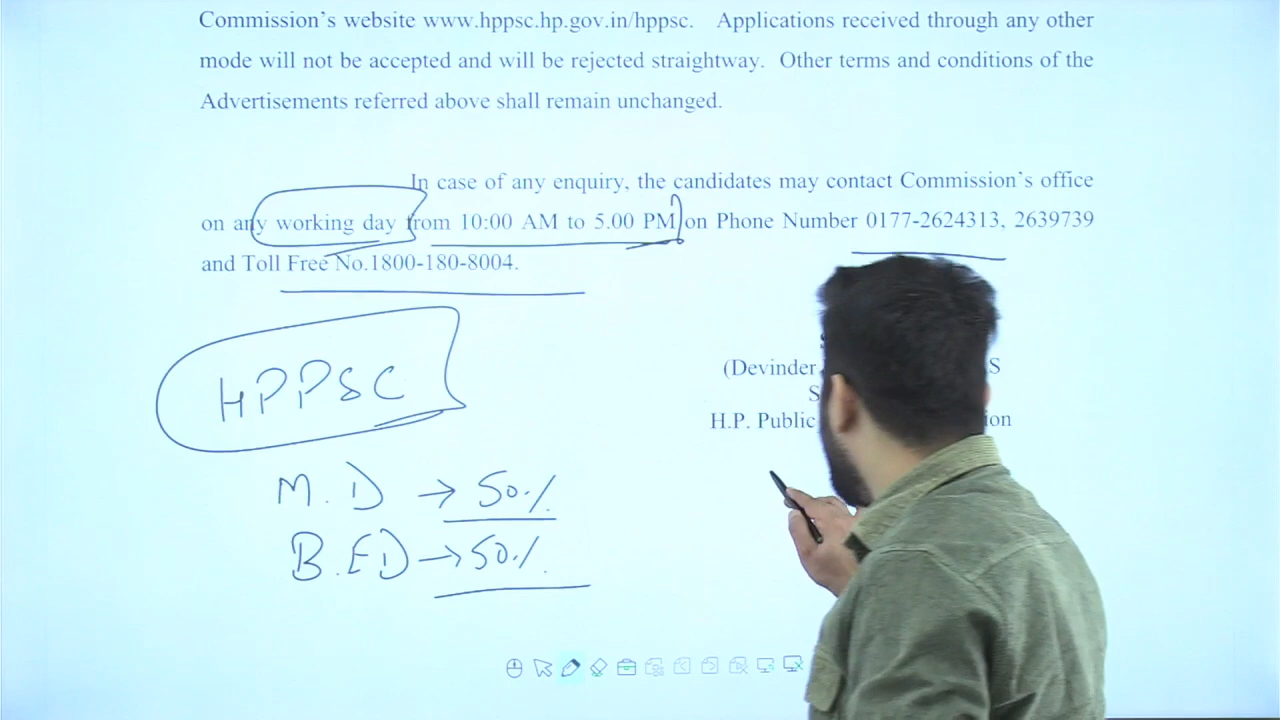 Commission's website www.hppsc.hp.gov.in/hppsc. Applications received through any other
mode will not be accepted and will be rejected straightway. Other terms and conditions of the
Advertisements referred above shall remain unchanged.
In case of any enquiry, the candidates may contact Commission's office
on any working day from 10:00 AM to 5.00 PM on Phone Number 0177-2624313, 2639739
and Toll Free No.1800-180-8004.
HPPSC
(Devinder
H.P. Public
M.D → 50%
B.ED → 50%